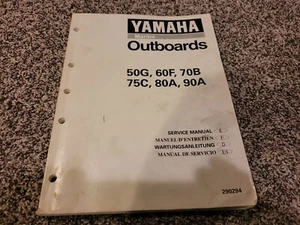 YAMAHA
Outboards
50G, 60F, 70B
75C, 80A, 90A
SERVICE MANUAL
MANUEL D'ENTRETIEN
WARTUNGSANLEITUNG
MANUAL DE SERVICIO
290294